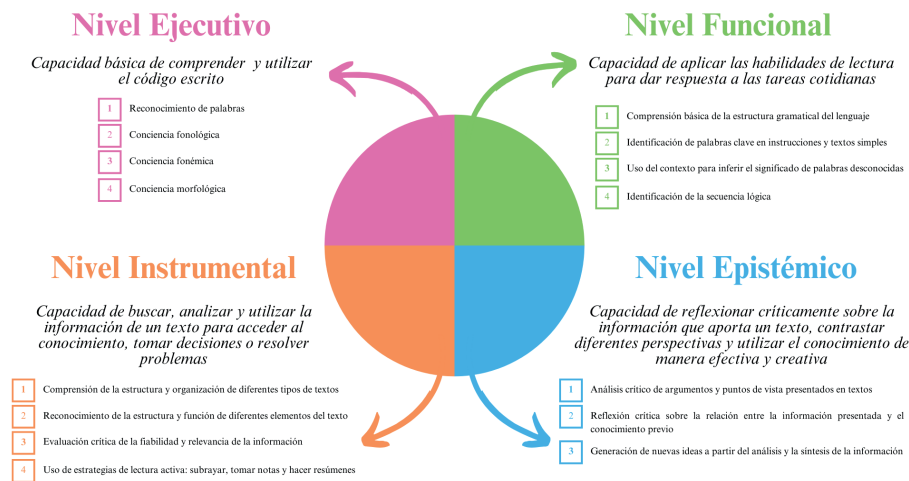 Nivel Ejecutivo
Capacidad básica de comprender y utilizar
el código escrito
1 Reconocimiento de palabras
2 Conciencia fonológica
3 Conciencia fonémica
4 Conciencia morfológica
Nivel Funcional
Capacidad de aplicar las habilidades de lectura
para dar respuesta a las tareas cotidianas
1 Comprensión básica de la estructura gramatical del lenguaje
2 Identificación de palabras clave en instrucciones y textos simples
3 Uso del contexto para inferir el significado de palabras desconocidas
4 Identificación de la secuencia lógica
Nivel Instrumental
Capacidad de buscar, analizar y utilizar la
información de un texto para acceder al
conocimiento, tomar decisiones o resolver
problemas
1 Comprensión de la estructura y organización de diferentes tipos de textos
2 Reconocimiento de la estructura y función de diferentes elementos del texto
3 Evaluación crítica de la fiabilidad y relevancia de la información
4 Uso de estrategias de lectura activa: subrayar, tomar notas y hacer resúmenes
Nivel Epistémico
Capacidad de reflexionar críticamente sobre la
información que aporta un texto, contrastar
diferentes perspectivas y utilizar el conocimiento de
manera efectiva y creativa
1 Análisis crítico de argumentos y puntos de vista presentados en textos
2 Reflexión crítica sobre la relación entre la información presentada y el
conocimiento previo
3 Generación de nuevas ideas a partir del análisis y la síntesis de la información